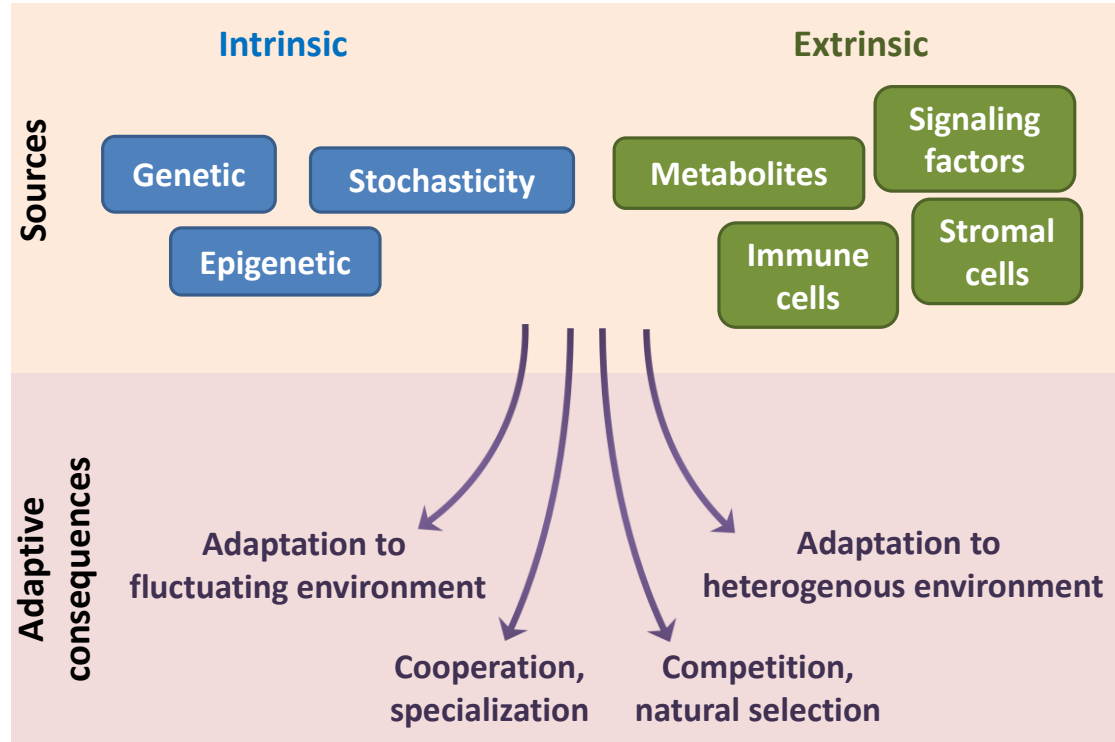 Sources
Intrinsic
Extrinsic
Genetic
Stochasticity
Epigenetic
Metabolites
Signaling
factors
Immune
cells
Stromal
cells
Adaptive
consequences
Adaptation to
fluctuating environment
Cooperation,
specialization
Competition,
natural selection
Adaptation to
heterogenous environment